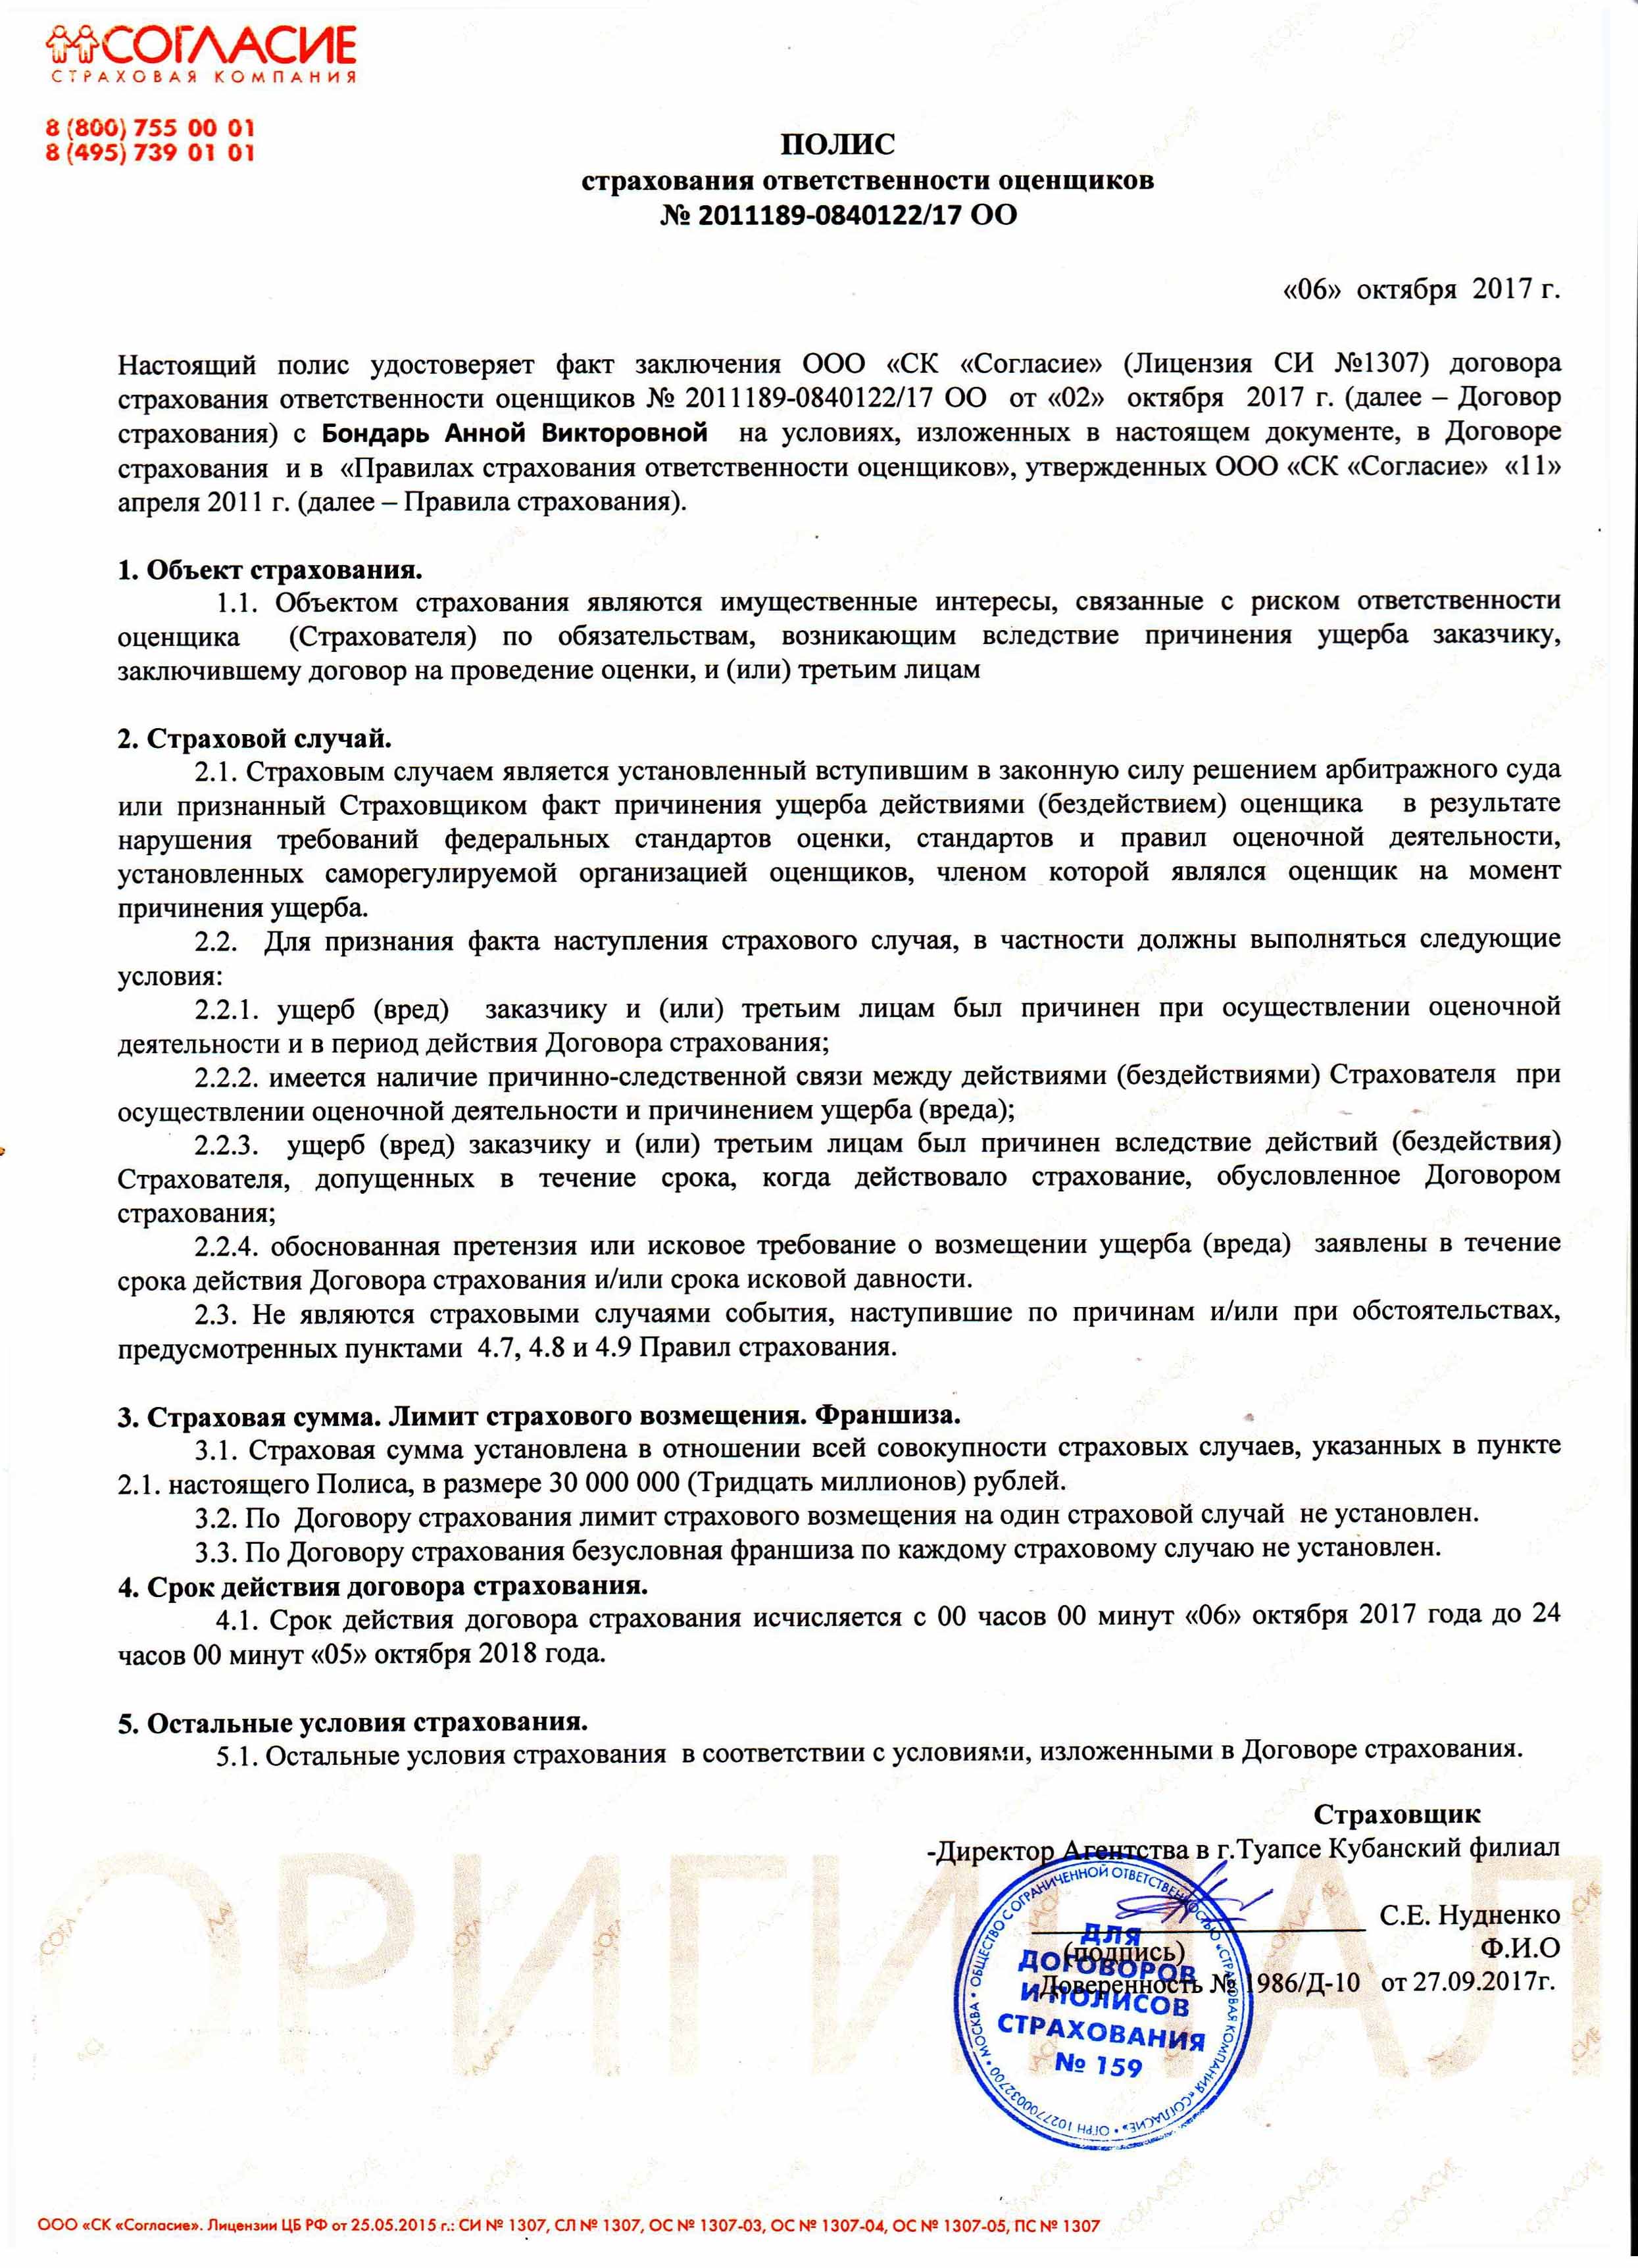 СОГЛАСИЕ
СТРАХОВАЯ КОМПАНИЯ
8 (800) 755 00 01
8 (495) 739 01 01
ПОЛИС
страхования ответственности оценщиков
№ 2011189-0840122/17 ОО
«06» октября 2017 г.
Настоящий полис удостоверяет факт заключения ООО «СК «Согласие» (Лицензия СИ №1307) договора
страхования ответственности оценщиков № 2011189-0840122/17 ОО от «02» октября 2017 г. (далее – Договор
страхования) с Бондарь Анной Викторовной на условиях, изложенных в настоящем документе, в Договоре
страхования и в «Правилах страхования ответственности оценщиков», утвержденных ООО «СК «Согласие» «11»
апреля 2011 г. (далее – Правила страхования).
1. Объект страхования.
1.1. Объектом страхования являются имущественные интересы, связанные с риском ответственности
оценщика (Страхователя) по обязательствам, возникающим вследствие причинения ущерба заказчику,
заключившему договор на проведение оценки, и (или) третьим лицам
2. Страховой случай.
2.1. Страховым случаем является установленный вступившим в законную силу решением арбитражного суда
или признанный Страховщиком факт причинения ущерба действиями (бездействием) оценщика в результате
нарушения требований федеральных стандартов оценки, стандартов и правил оценочной деятельности,
установленных саморегулируемой организацией оценщиков, членом которой являлся оценщик на момент
причинения ущерба.
2.2. Для признания факта наступления страхового случая, в частности должны выполняться следующие
условия:
2.2.1. ущерб (вред) заказчику и (или) третьим лицам был причинен при осуществлении оценочной
деятельности и в период действия Договора страхования;
2.2.2. имеется наличие причинно-следственной связи между действиями (бездействиями) Страхователя при
осуществлении оценочной деятельности и причинением ущерба (вреда);
2.2.3. ущерб (вред) заказчику и (или) третьим лицам был причинен вследствие действий (бездействия)
Страхователя, допущенных в течение срока, когда действовало страхование, обусловленное Договором
страхования;
2.2.4. обоснованная претензия или исковое требование о возмещении ущерба (вреда) заявлены в течение
срока действия Договора страхования и/или срока исковой давности.
2.3. Не являются страховыми случаями события, наступившие по причинам и/или при обстоятельствах,
предусмотренных пунктами 4.7, 4.8 и 4.9 Правил страхования.
3. Страховая сумма. Лимит страхового возмещения. Франшиза.
3.1. Страховая сумма установлена в отношении всей совокупности страховых случаев, указанных в пункте
2.1. настоящего Полиса, в размере 30 000 000 (Тридцать миллионов) рублей.
3.2. По Договору страхования лимит страхового возмещения на один страховой случай не установлен.
3.3. По Договору страхования безусловная франшиза по каждому страховому случаю не установлен.
4. Срок действия договора страхования.
4.1. Срок действия договора страхования исчисляется с 00 часов 00 минут «06» октября 2017 года до 24
часов 00 минут «05» октября 2018 года.
5. Остальные условия страхования.
5.1. Остальные условия страхования в соответствии с условиями, изложенными в Договоре страхования.
Страховщик
-Директор Агентства в г.Туапсе Кубанский филиал
С.Е. Нудненко
(подпись) Ф.И.О
Доверенность № 1986/Д-10 от 27.09.2017г.
ОБЩЕСТВО С ОГРАНИЧЕННОЙ ОТВЕТСТВЕННОСТЬЮ «СТРАХОВАЯ КОМПАНИЯ «СОГЛАСИЕ» • ОГРН 1027700032700 • МОСКВА •
ДЛЯ
ДОГОВОРОВ
И ПОЛИСОВ
СТРАХОВАНИЯ
№ 159
ОРИГИНАЛ
ООО «СК «Согласие». Лицензии ЦБ РФ от 25.05.2015 г.: СИ № 1307, СЛ № 1307, ОС № 1307-03, ОС № 1307-04, ОС № 1307-05, ПС № 1307